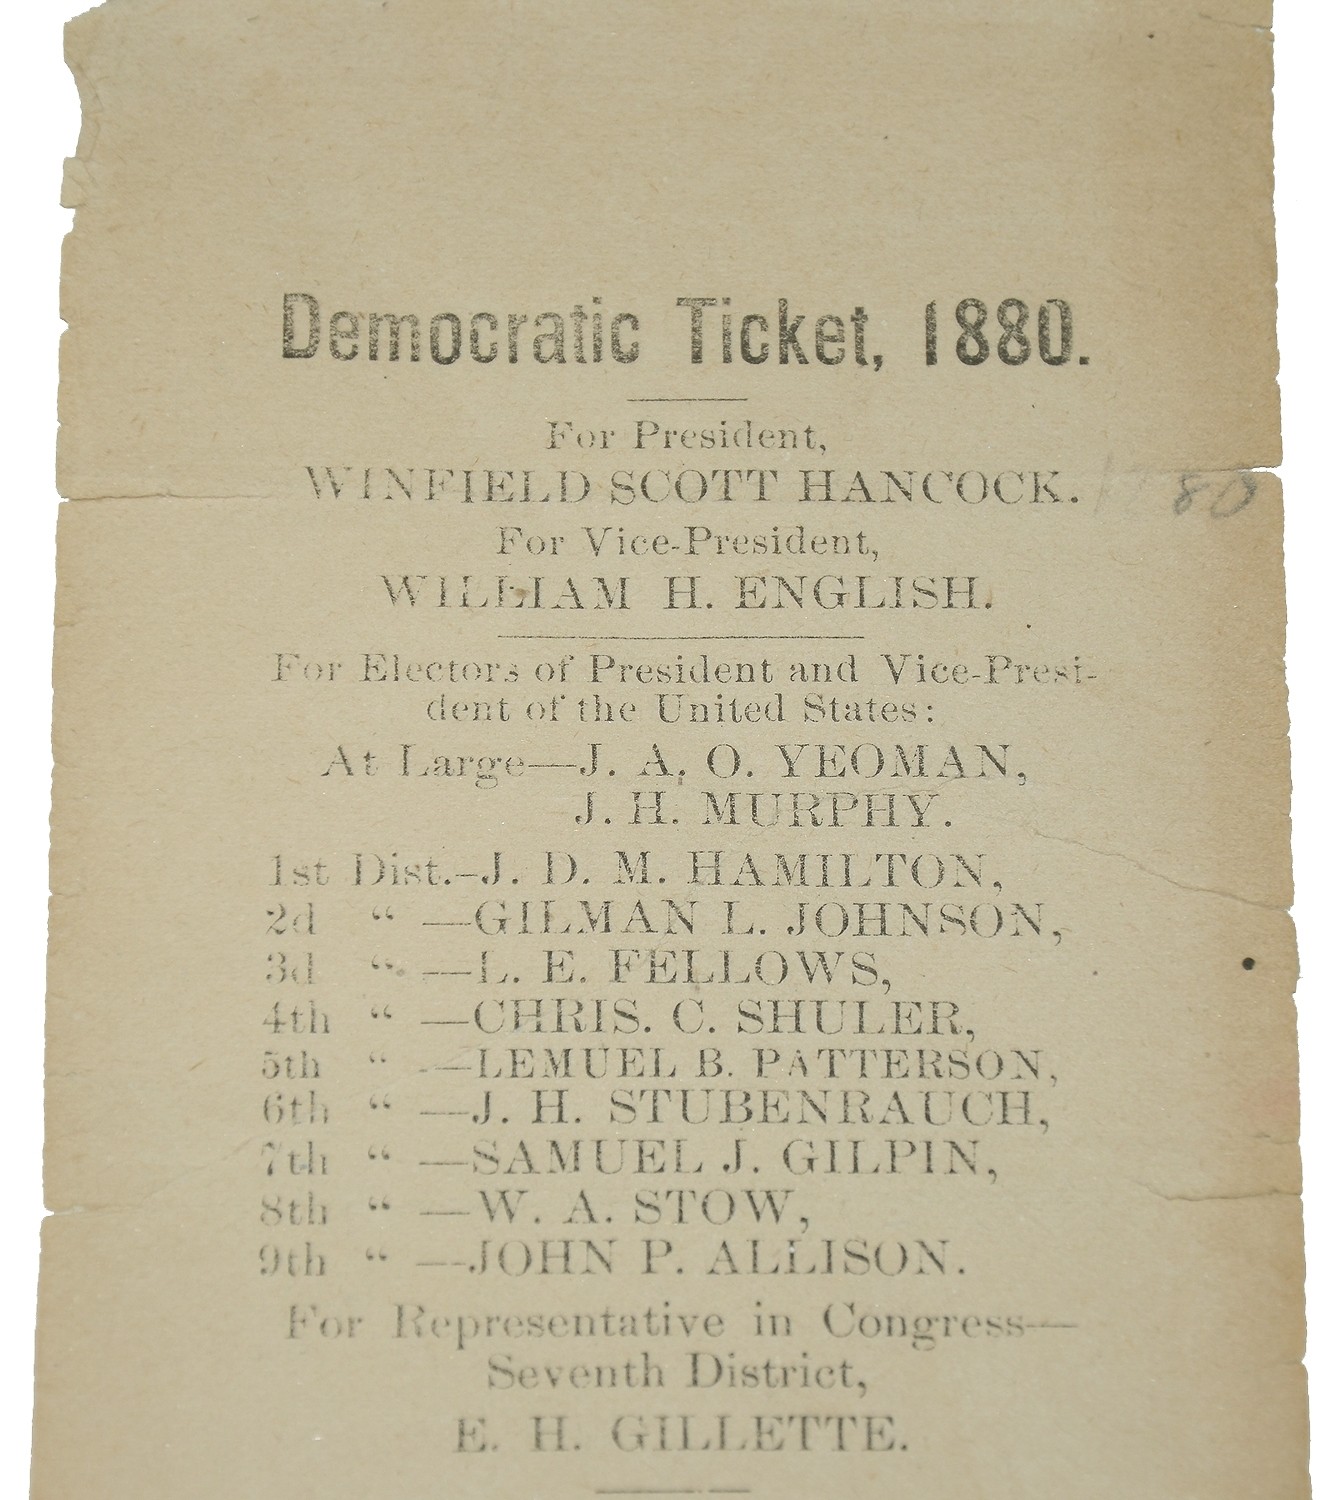 Democratic Ticket, 1880.
For President,
WINFIELD SCOTT HANCOCK.
80
For Vice-President,
WILLIAM H. ENGLISH.
For Electors of President and Vice-Presi-
dent of the United States:
At Large—J. A. O. YEOMAN,
J. H. MURPHY.
1st Dist.–J. D. M. HAMILTON,
2d “ —GILMAN L. JOHNSON,
3d “ —L. E. FELLOWS,
4th “ —CHRIS. C. SHULER,
5th “ —LEMUEL B. PATTERSON,
6th “ —J. H. STUBENRAUCH,
7th “ —SAMUEL J. GILPIN,
8th “ —W. A. STOW,
9th “ —JOHN P. ALLISON.
For Representative in Congress—
Seventh District,
E. H. GILLETTE.